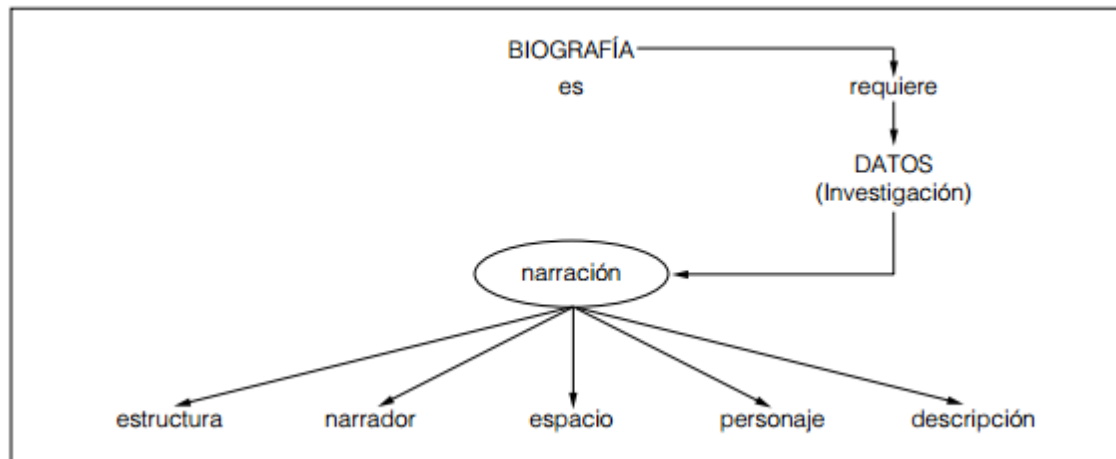 BIOGRAFÍA
es
requiere
DATOS
(Investigación)
narración
estructura
narrador
espacio
personaje
descripción